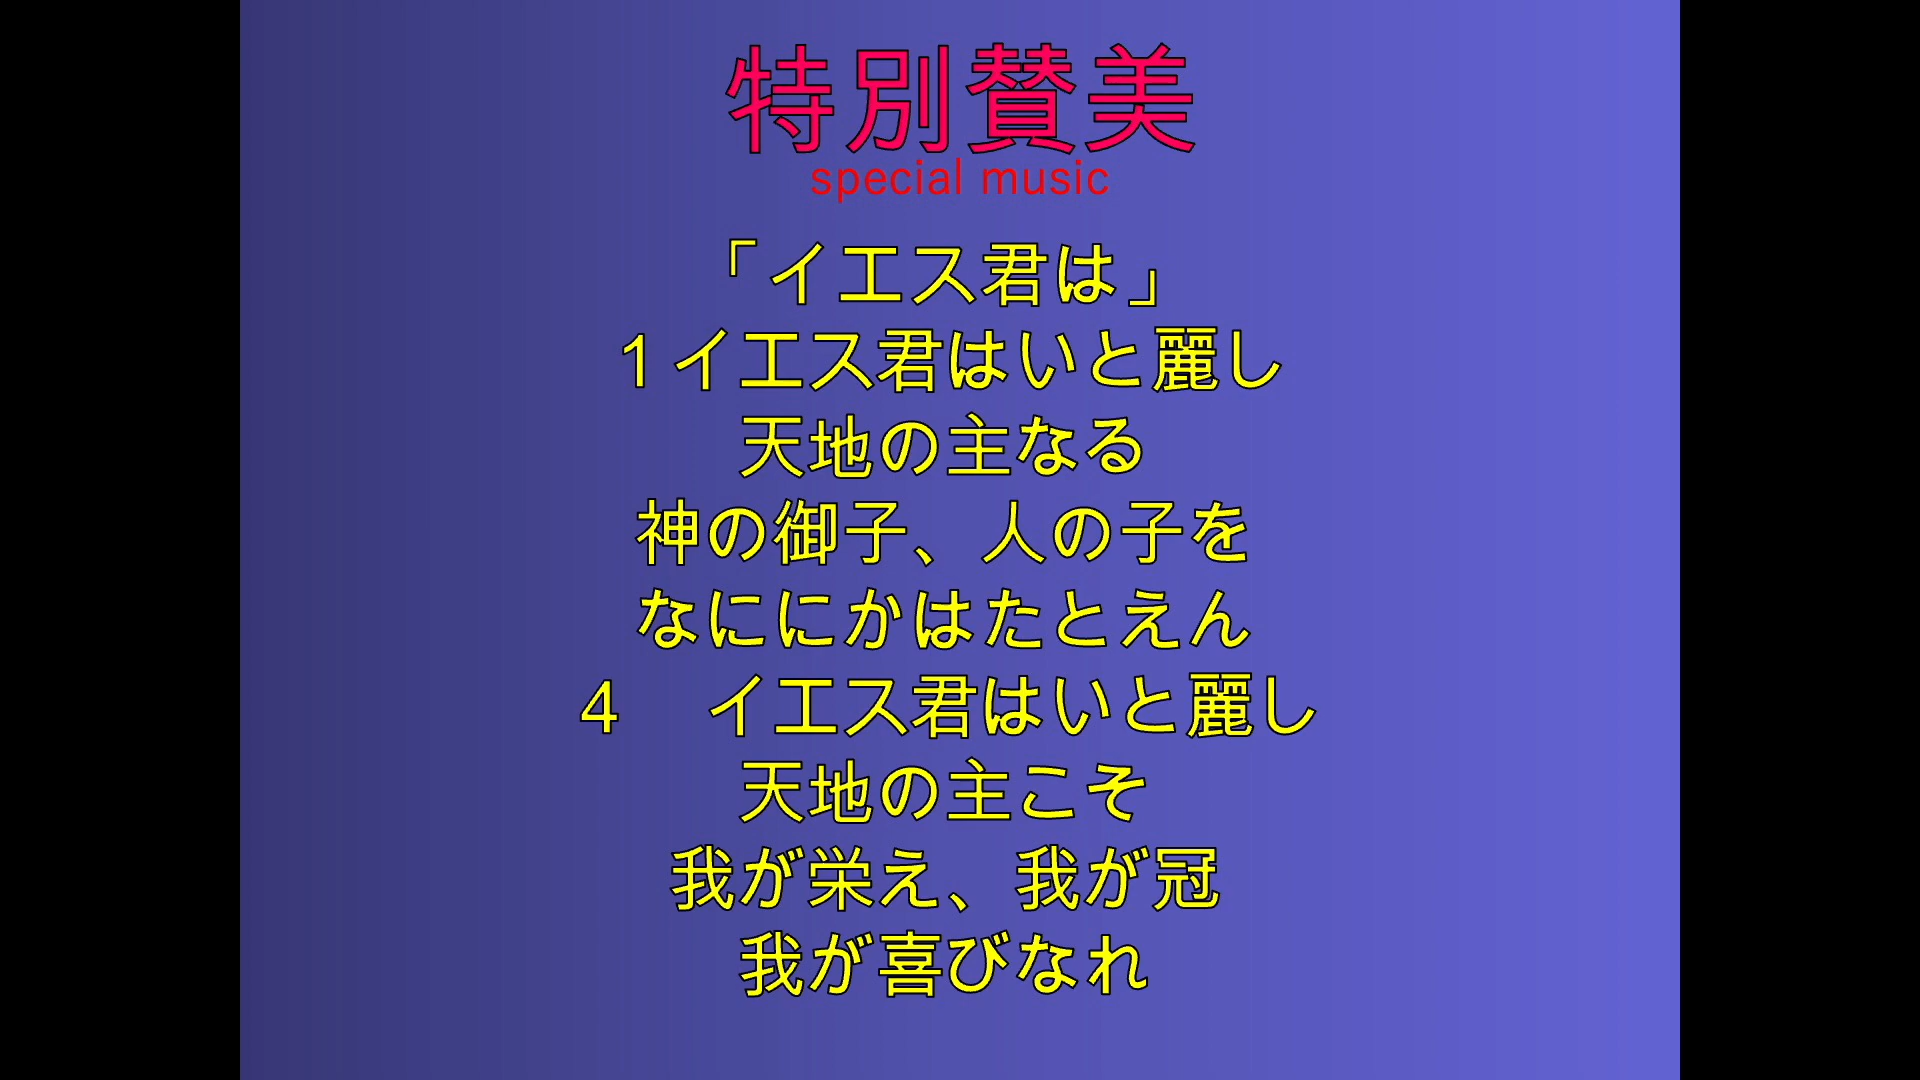 特別賛美
special music
「イエス君は」
1イエス君はいと麗し
天地の主なる
神の御子、人の子を
なににかはたとえん
4　イエス君はいと麗し
天地の主こそ
我が栄え、我が冠
我が喜びなれ